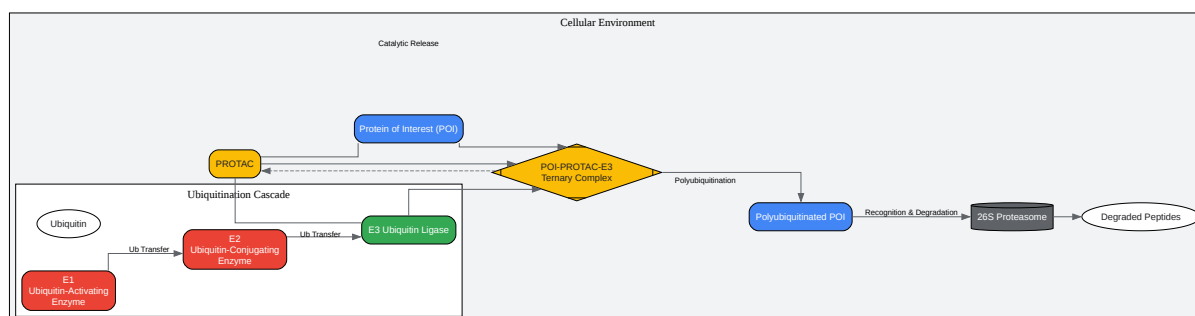 Cellular Environment
Catalytic Release
Protein of Interest (POI)
PROTAC
POI-PROTAC-E3
Ternary Complex
Polyubiquitination
Ubiquitination Cascade
Ubiquitin
E3 Ubiquitin Ligase
Polyubiquitinated POI
Recognition & Degradation
26S Proteasome
Degraded Peptides
E2
Ubiquitin-Conjugating
Enzyme
Ub Transfer
Ub Transfer
E1
Ubiquitin-Activating
Enzyme